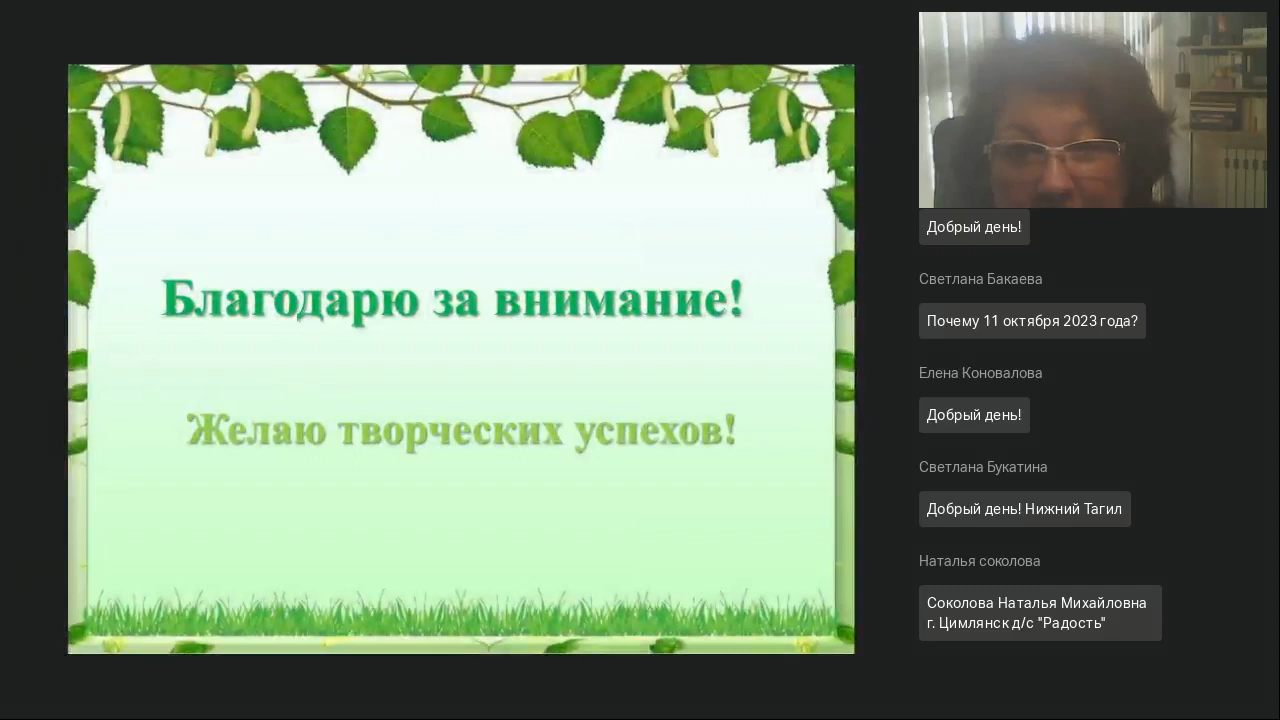 Благодарю за внимание!
Желаю творческих успехов!
Добрый день!
Светлана Бакаева
Почему 11 октября 2023 года?
Елена Коновалова
Добрый день!
Светлана Букатина
Добрый день! Нижний Тагил
Наталья соколова
Соколова Наталья Михайловна
г. Цимлянск д/с "Радость"